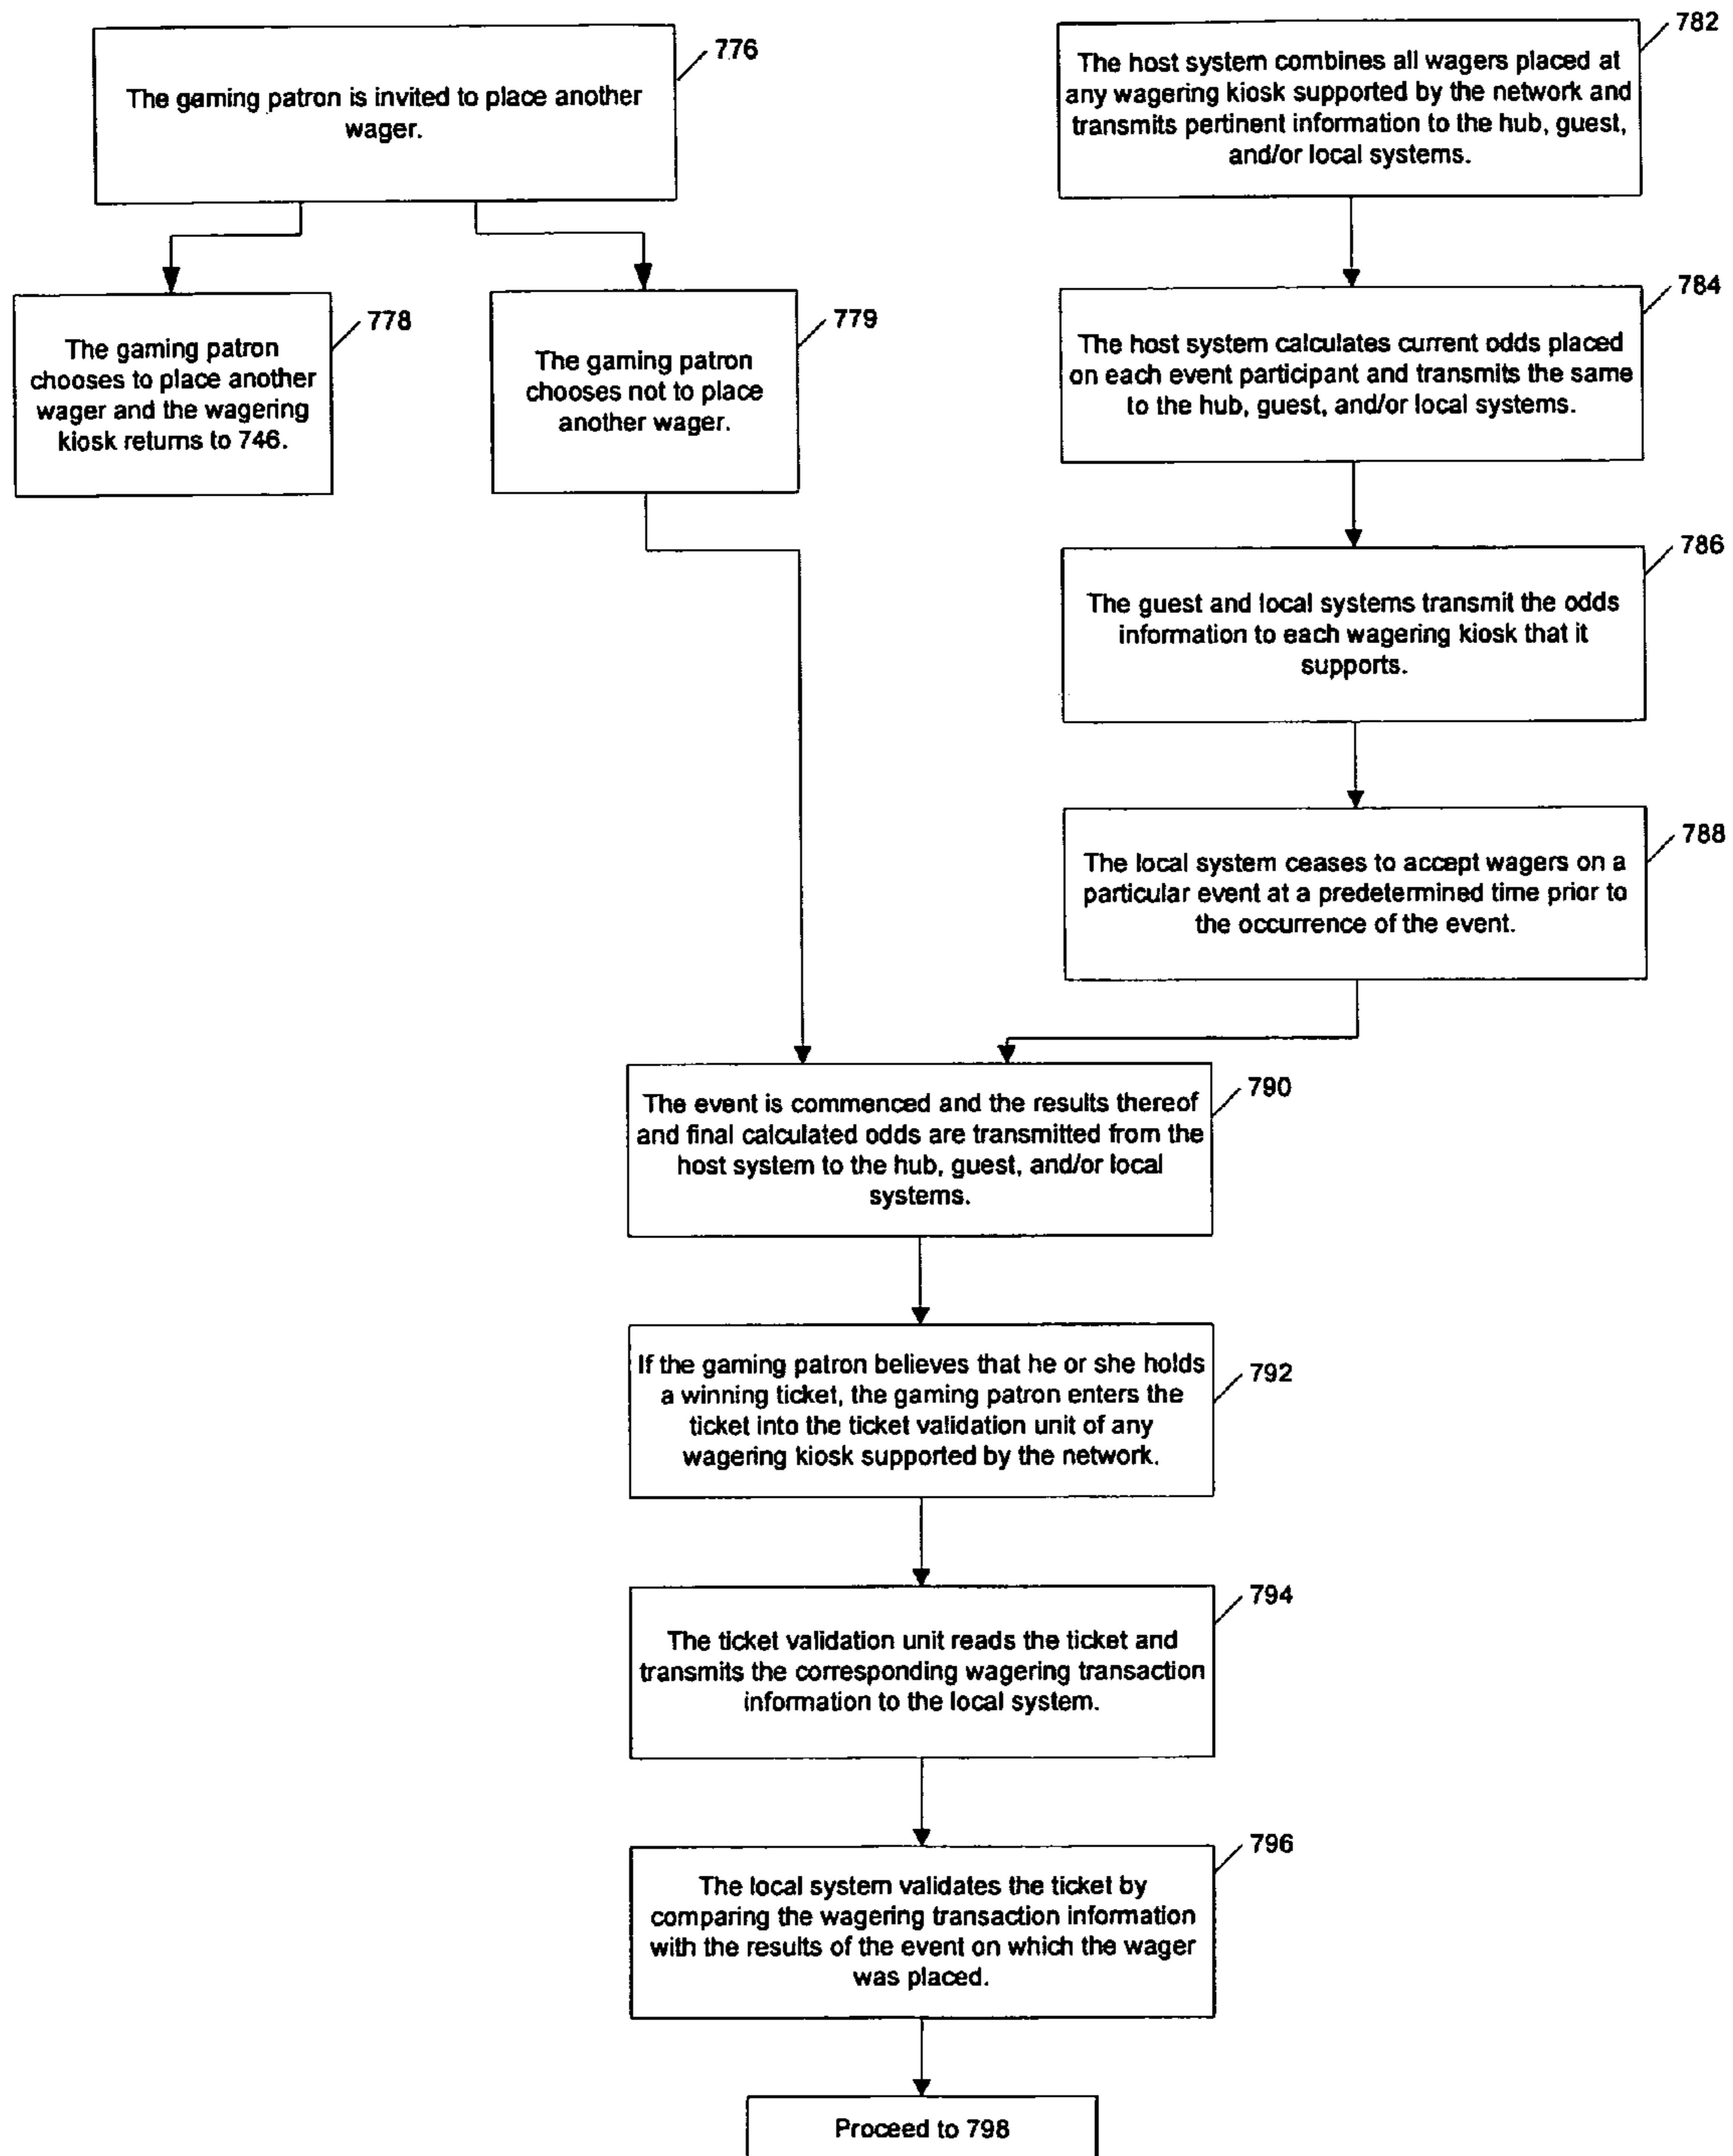 776
The gaming patron is invited to place another
wager.
778
The gaming patron
chooses to place another
wager and the wagering
kiosk returns to 746.
779
The gaming patron
chooses not to place
another wager.
782
The host system combines all wagers placed at
any wagering kiosk supported by the network and
transmits pertinent information to the hub, guest,
and/or local systems.
784
The host system calculates current odds placed
on each event participant and transmits the same
to the hub, guest, and/or local systems.
786
The guest and local systems transmit the odds
information to each wagering kiosk that it
supports.
788
The local system ceases to accept wagers on a
particular event at a predetermined time prior to
the occurrence of the event.
790
The event is commenced and the results thereof
and final calculated odds are transmitted from the
host system to the hub, guest, and/or local
systems.
792
If the gaming patron believes that he or she holds
a winning ticket, the gaming patron enters the
ticket into the ticket validation unit of any
wagering kiosk supported by the network.
794
The ticket validation unit reads the ticket and
transmits the corresponding wagering transaction
information to the local system.
796
The local system validates the ticket by
comparing the wagering transaction information
with the results of the event on which the wager
was placed.
Proceed to 798